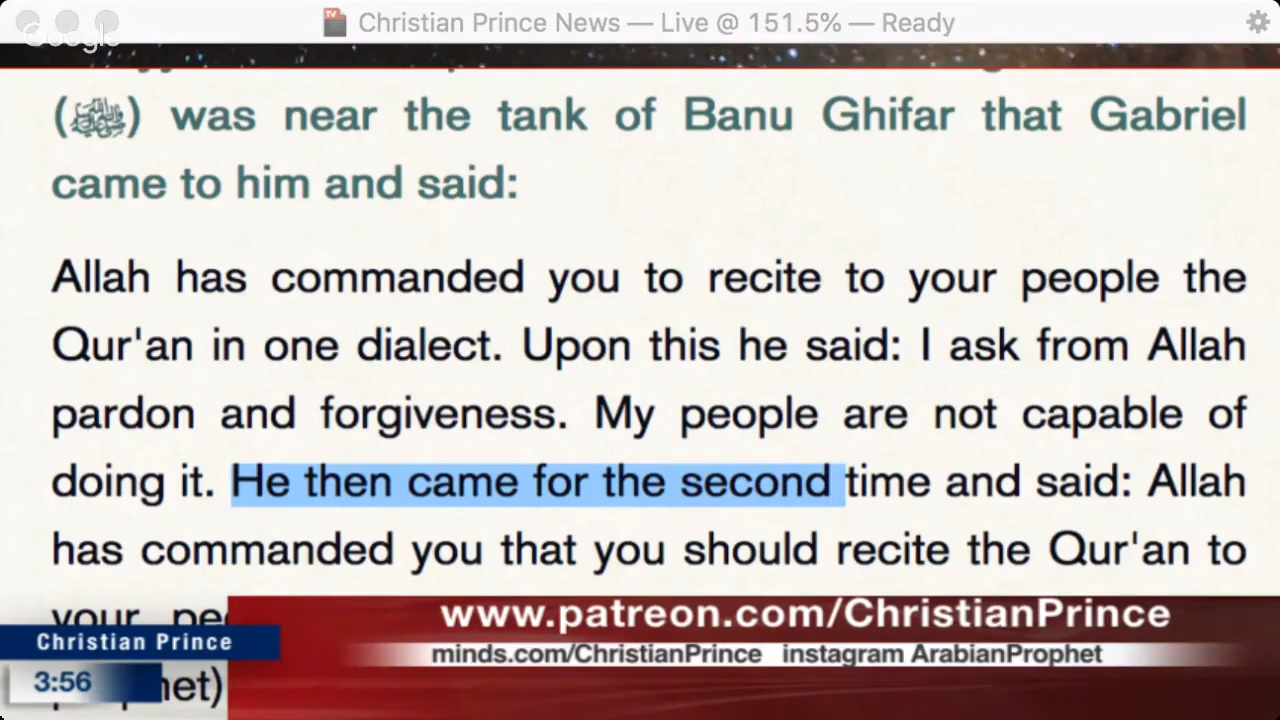 Christian Prince News — Live @ 151.5% — Ready
TV
Google
(ﷺ) was near the tank of Banu Ghifar that Gabriel
came to him and said:
Allah has commanded you to recite to your people the
Qur'an in one dialect. Upon this he said: I ask from Allah
pardon and forgiveness. My people are not capable of
doing it. He then came for the second time and said: Allah
has commanded you that you should recite the Qur'an to
your
www.patreon.com/ChristianPrince
Christian Prince
minds.com/ChristianPrince instagram ArabianProphet
3:56